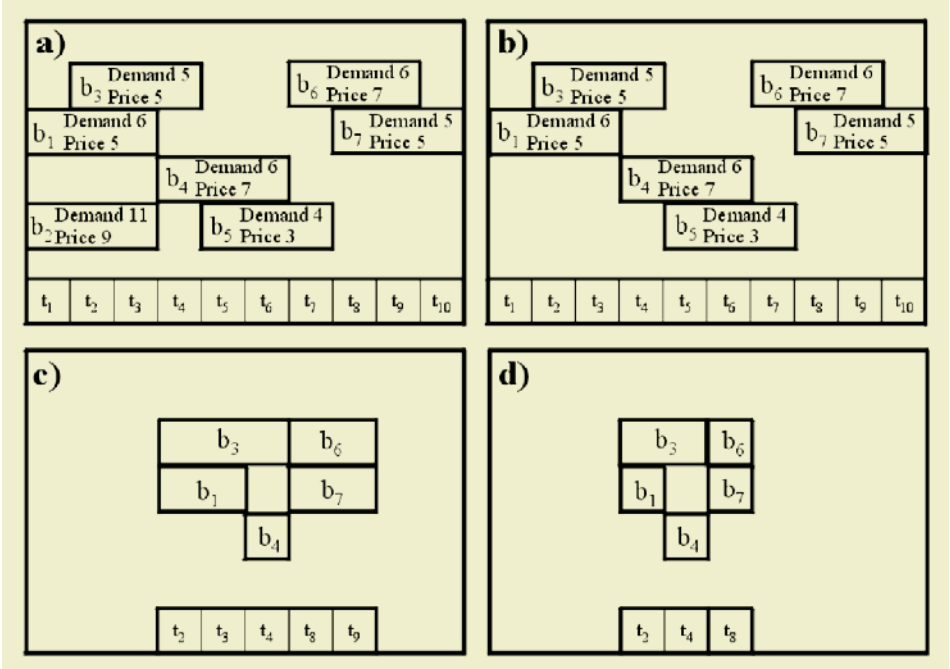 a)
b₃ Demand 5
Price 5
b₆ Demand 6
Price 7
b₁ Demand 6
Price 5
b₇ Demand 5
Price 5
b₄ Demand 6
Price 7
b₂ Demand 11
Price 9
b₅ Demand 4
Price 3
t₁ t₂ t₃ t₄ t₅ t₆ t₇ t₈ t₉ t₁₀
b)
b₃ Demand 5
Price 5
b₆ Demand 6
Price 7
b₁ Demand 6
Price 5
b₇ Demand 5
Price 5
b₄ Demand 6
Price 7
b₅ Demand 4
Price 3
t₁ t₂ t₃ t₄ t₅ t₆ t₇ t₈ t₉ t₁₀
c)
b₃ b₆
b₁ b₇
b₄
t₂ t₃ t₄ t₈ t₉
d)
b₃ b₆
b₁ b₇
b₄
t₂ t₄ t₈